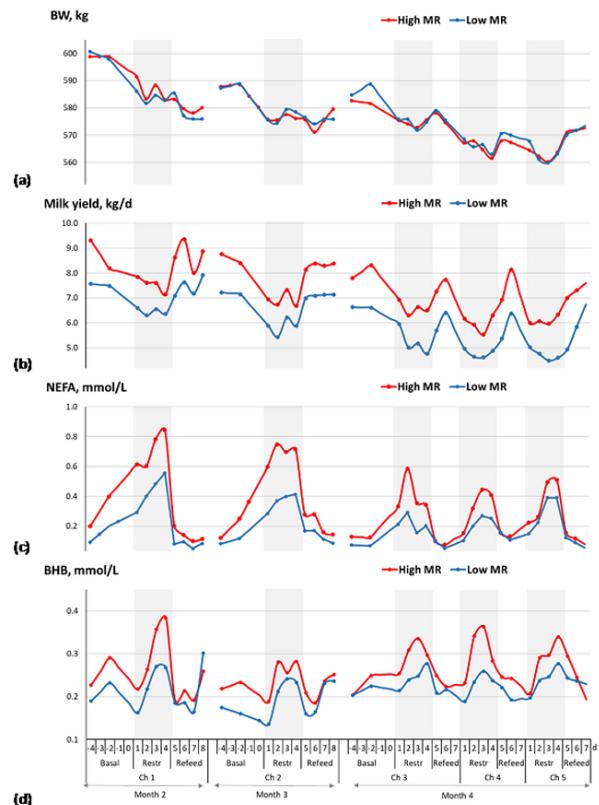 BW, kg
High MR Low MR
600
590
580
570
560
(a)
Milk yield, kg/d
High MR Low MR
10.0
9.0
8.0
7.0
6.0
5.0
(b)
NEFA, mmol/L
High MR Low MR
1.0
0.8
0.6
0.4
0.2
(c)
BHB, mmol/L
High MR Low MR
0.4
0.3
0.2
0.1
-4 -3 -2 -1 0 1 2 3 4 5 6 7 8 -4 -3 -2 -1 0 1 2 3 4 5 6 7 8 -4 -3 -2 -1 0 1 2 3 4 5 6 7 1 2 3 4 5 6 7 1 2 3 4 5 6 7 d
Basal Restr Refeed Basal Restr Refeed Basal Restr Refeed Restr Refeed Restr Refeed
Ch 1 Ch 2 Ch 3 Ch 4 Ch 5
Month 2 Month 3 Month 4
(d)